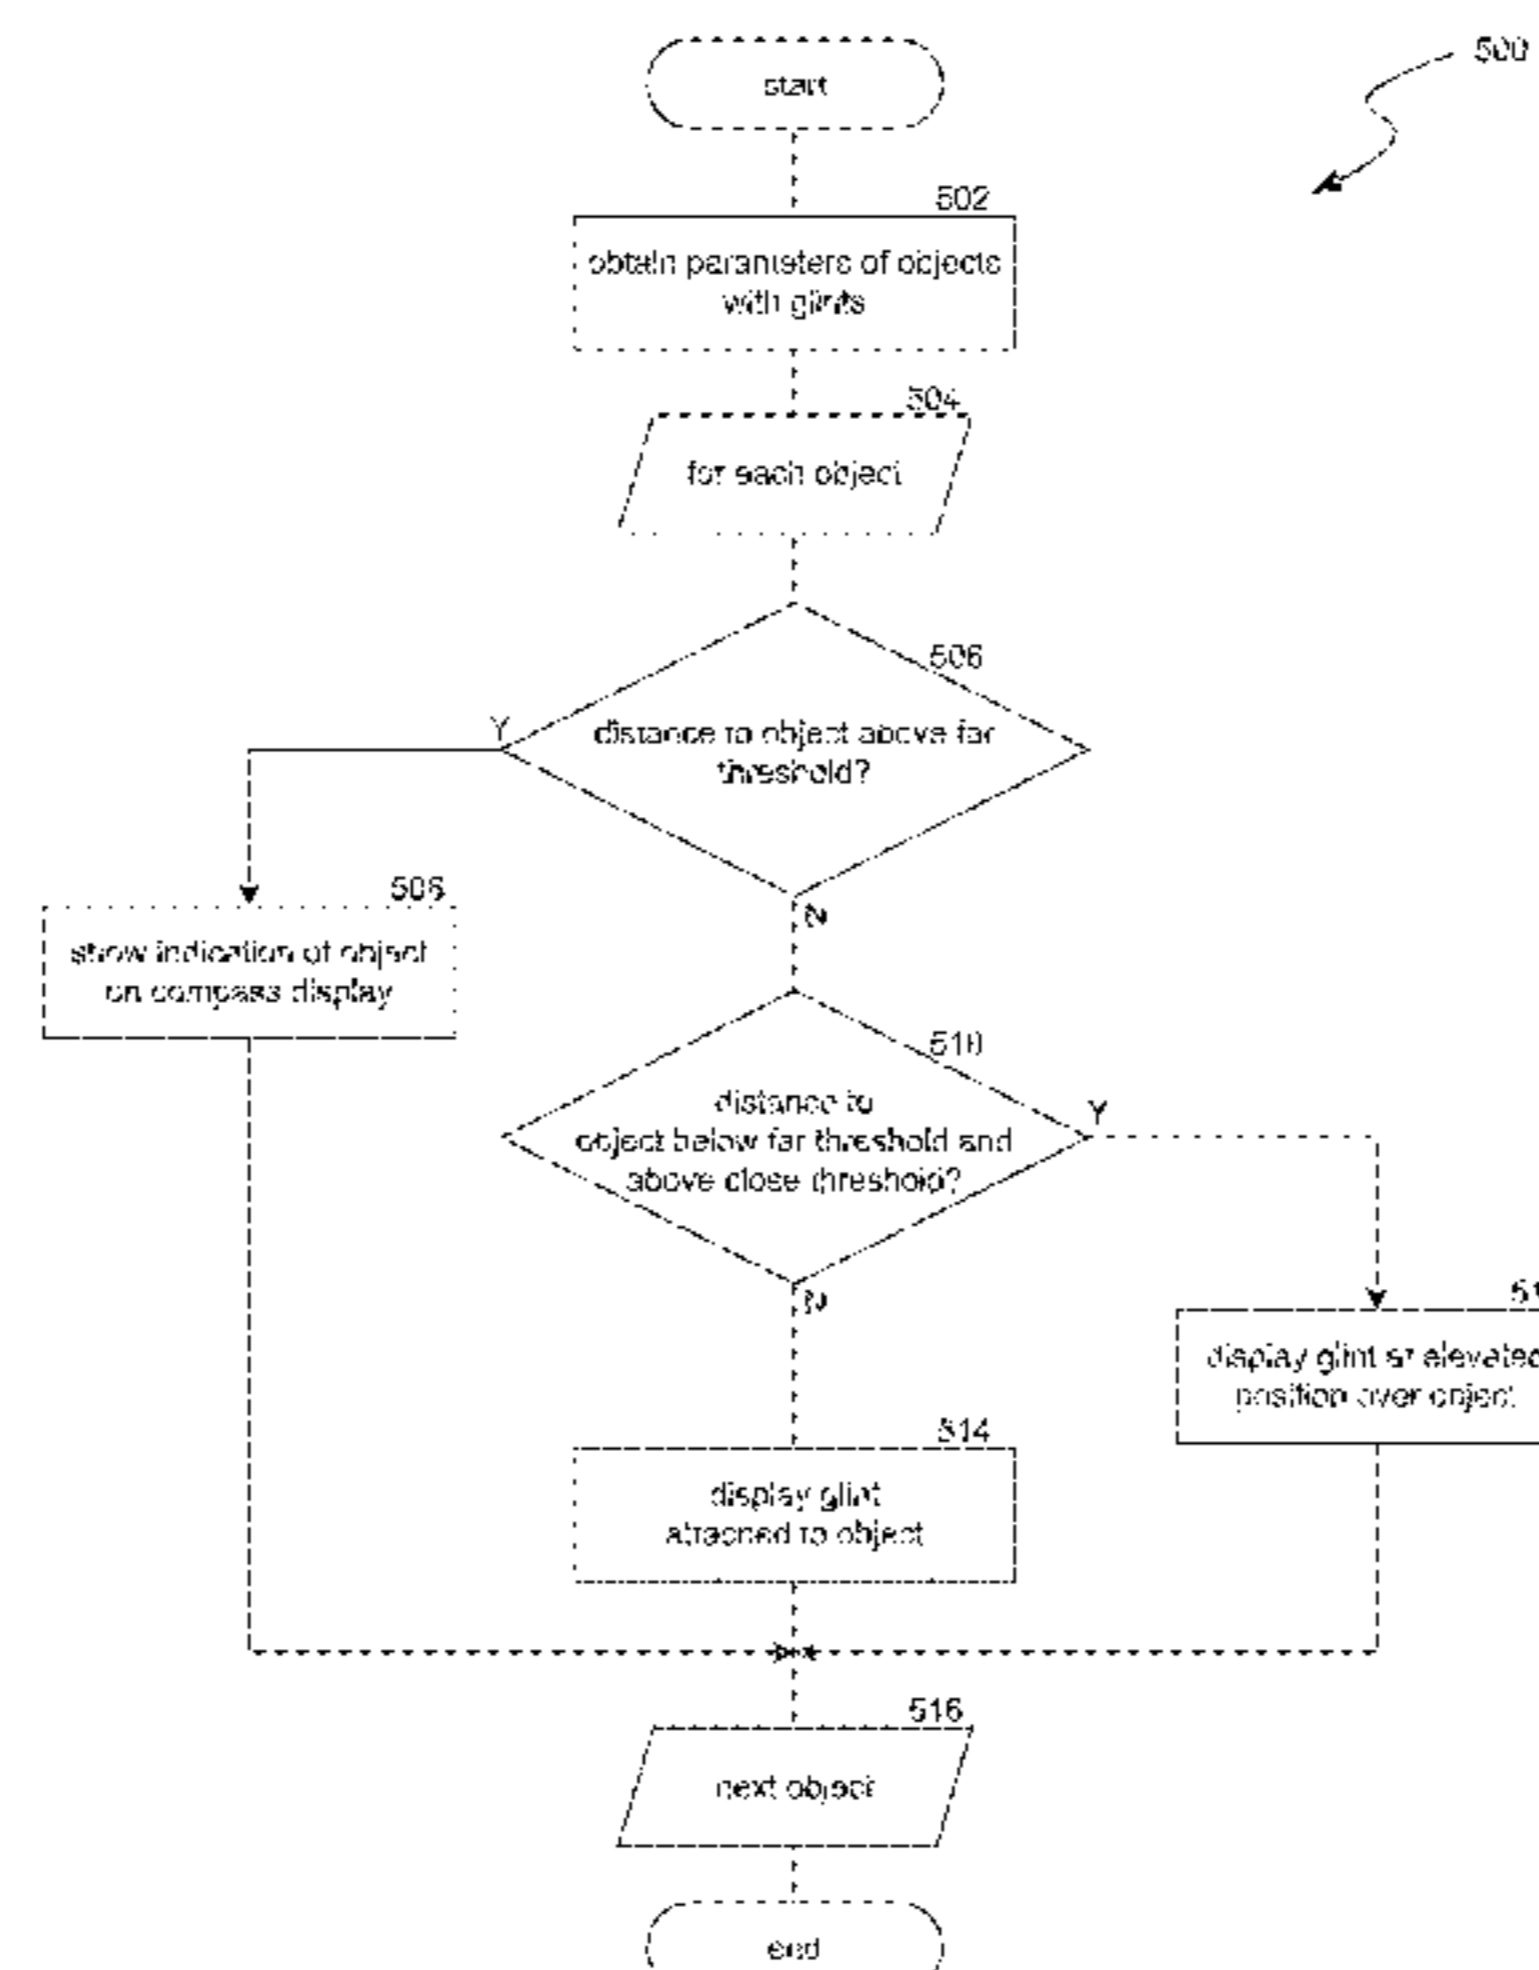 start
500
502
obtain parameters of objects
with glints
504
for each object
506
Y
distance to object above far
threshold?
N
show indication of object
on compass display
510
distance to
object below far threshold and
above close threshold?
Y
N
display glint at elevated
position over object
514
display glint
attached to object
516
next object
end